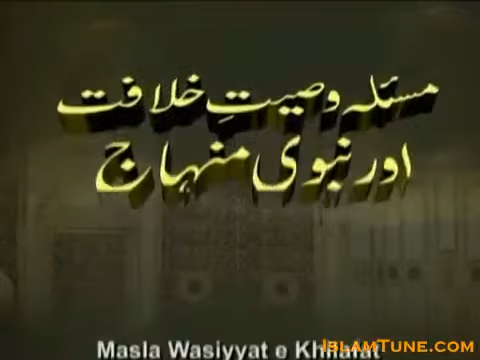 مسئلہ وصیتِ خلافت
اور نبوی منہاج
Masla Wasiyyat e Khilafat
IslamTune.com